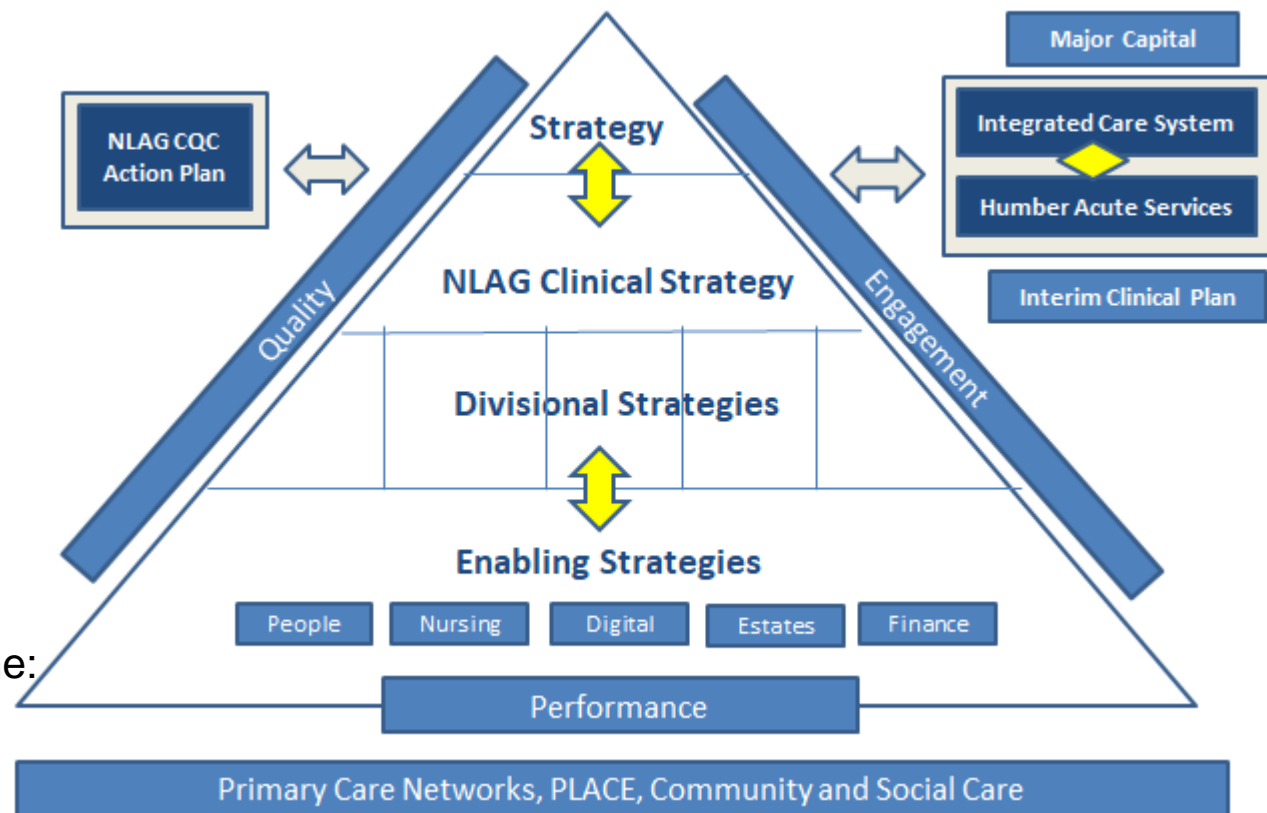 Major Capital
NLAG CQC
Action Plan
Strategy
Integrated Care System
Humber Acute Services
NLAG Clinical Strategy
Interim Clinical Plan
Quality
Engagement
Divisional Strategies
Enabling Strategies
People
Nursing
Digital
Estates
Finance
e:
Performance
Primary Care Networks, PLACE, Community and Social Care